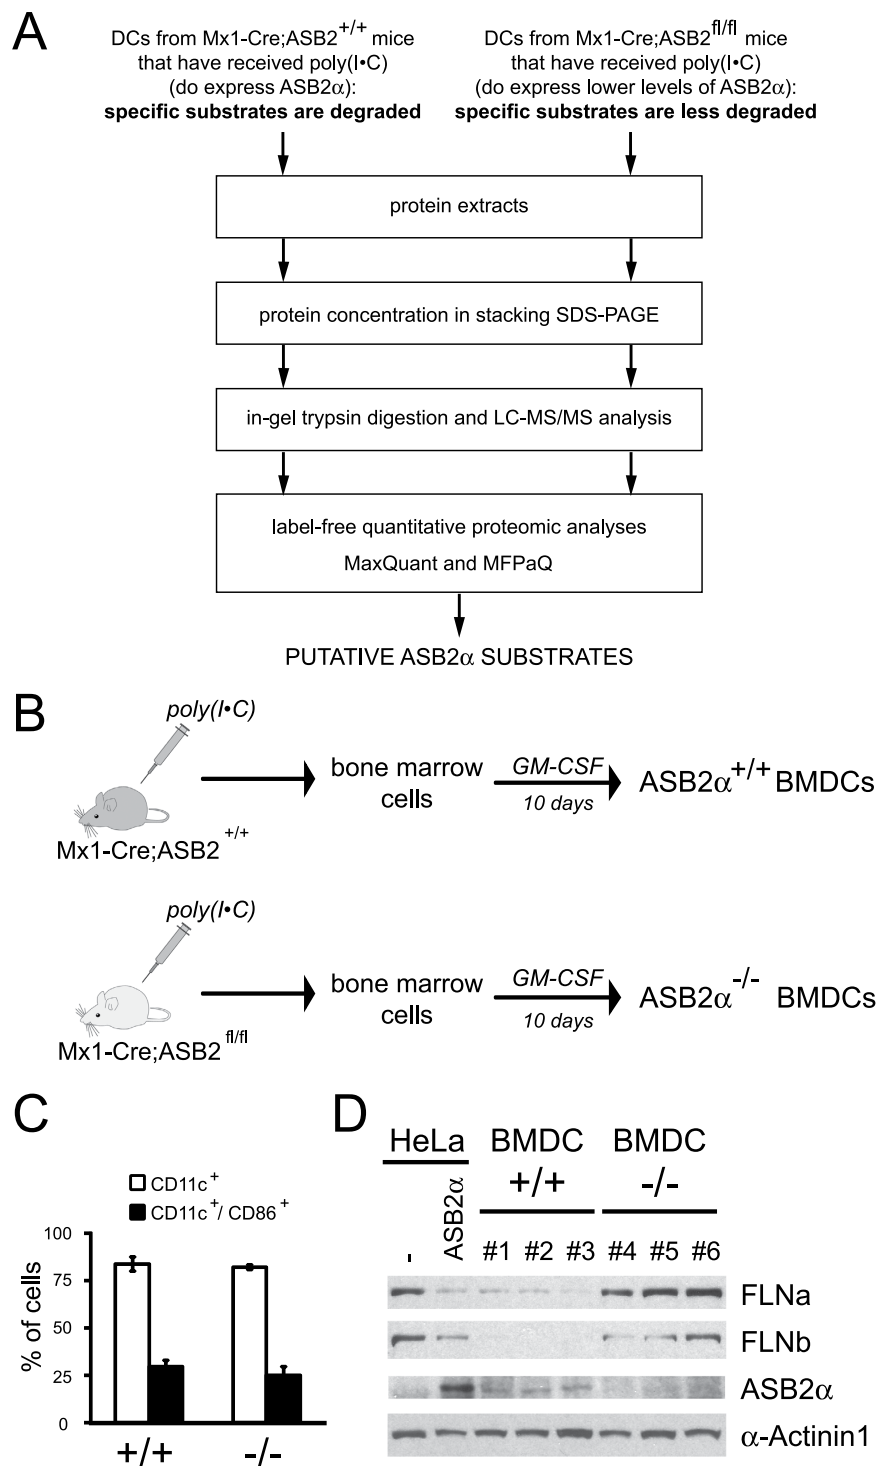 A
DCs from Mx1-Cre;ASB2+/+ mice
that have received poly(I•C)
(do express ASB2α):
specific substrates are degraded
DCs from Mx1-Cre;ASB2fl/fl mice
that have received poly(I•C)
(do express lower levels of ASB2α):
specific substrates are less degraded
protein extracts
protein concentration in stacking SDS-PAGE
in-gel trypsin digestion and LC-MS/MS analysis
label-free quantitative proteomic analyses
MaxQuant and MFPaQ
PUTATIVE ASB2α SUBSTRATES
B
poly(I•C)
Mx1-Cre;ASB2 +/+
bone marrow
cells
GM-CSF
10 days
ASB2α+/+ BMDCs
poly(I•C)
Mx1-Cre;ASB2 fl/fl
bone marrow
cells
GM-CSF
10 days
ASB2α-/- BMDCs
C
CD11c+
CD11c+/ CD86+
% of cells
100
75
50
25
0
+/+
-/-
D
HeLa
BMDC
+/+
BMDC
-/-
-
ASB2α
#1 #2 #3 #4 #5 #6
FLNa
FLNb
ASB2α
α-Actinin1